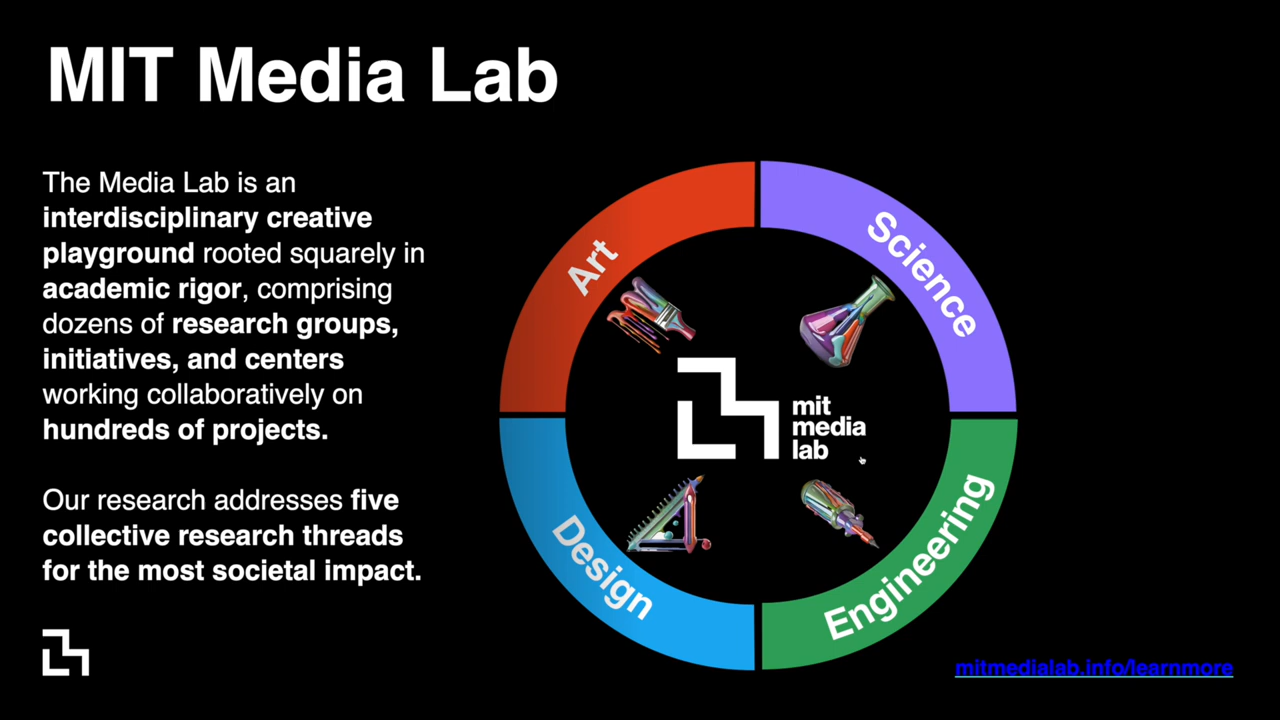 MIT Media Lab
The Media Lab is an
interdisciplinary creative
playground rooted squarely in
academic rigor, comprising
dozens of research groups,
initiatives, and centers
working collaboratively on
hundreds of projects.
Our research addresses five
collective research threads
for the most societal impact.
Art
Science
mit
media
lab
Design
Engineering
mitmedialab.info/learnmore